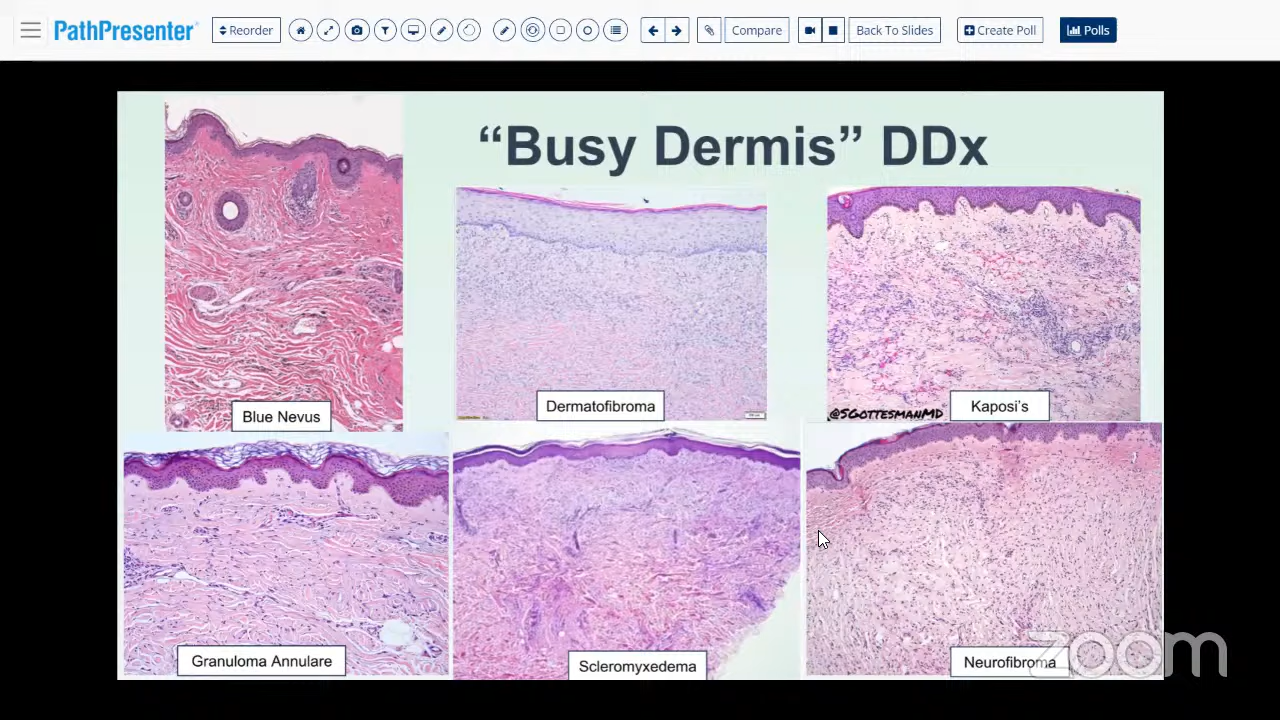 PathPresenter
Reorder
Compare
Back To Slides
Create Poll
Polls
“Busy Dermis” DDx
Blue Nevus
Dermatofibroma
@SGOTTESMANMD
Kaposi’s
Granuloma Annulare
Scleromyxedema
Neurofibroma
zoom